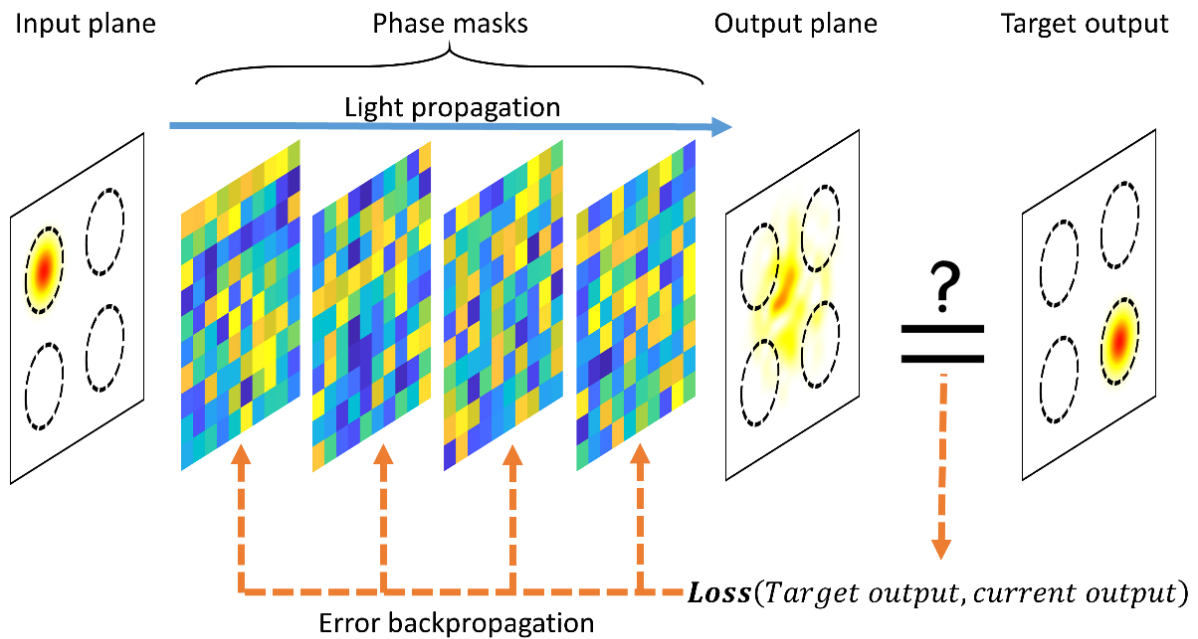 Input plane
Phase masks
Output plane
Target output
Light propagation
?
Loss(Target output, current output)
Error backpropagation